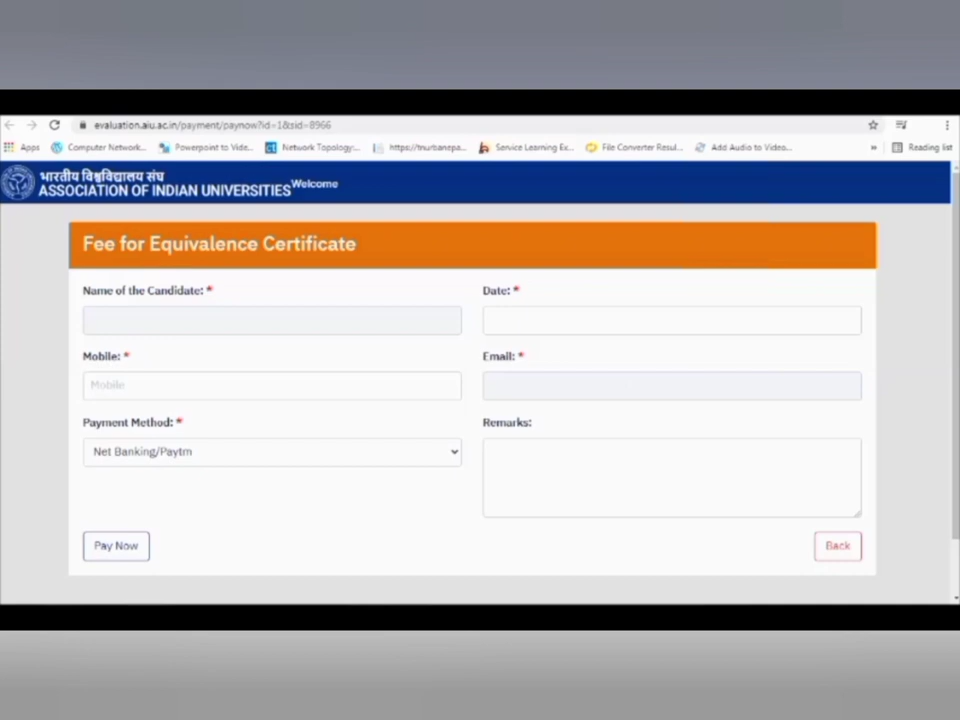 evaluation.aiu.ac.in/payment/paynow?id=1&sid=8966
Apps Computer Network... Powerpoint to Vide... Network Topology:... https://tnurbanepa... Service Learning Ex... File Converter Resul... Add Audio to Video... » Reading list
भारतीय विश्वविद्यालय संघ
ASSOCIATION OF INDIAN UNIVERSITIES Welcome
Fee for Equivalence Certificate
Name of the Candidate: * Date: *
Mobile: * Email: *
Mobile
Payment Method: * Remarks:
Net Banking/Paytm
Pay Now Back